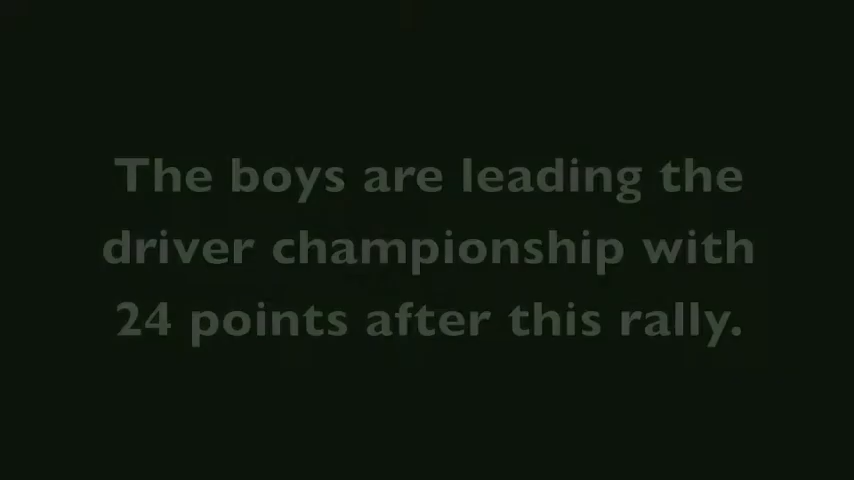 The boys are leading the
driver championship with
24 points after this rally.